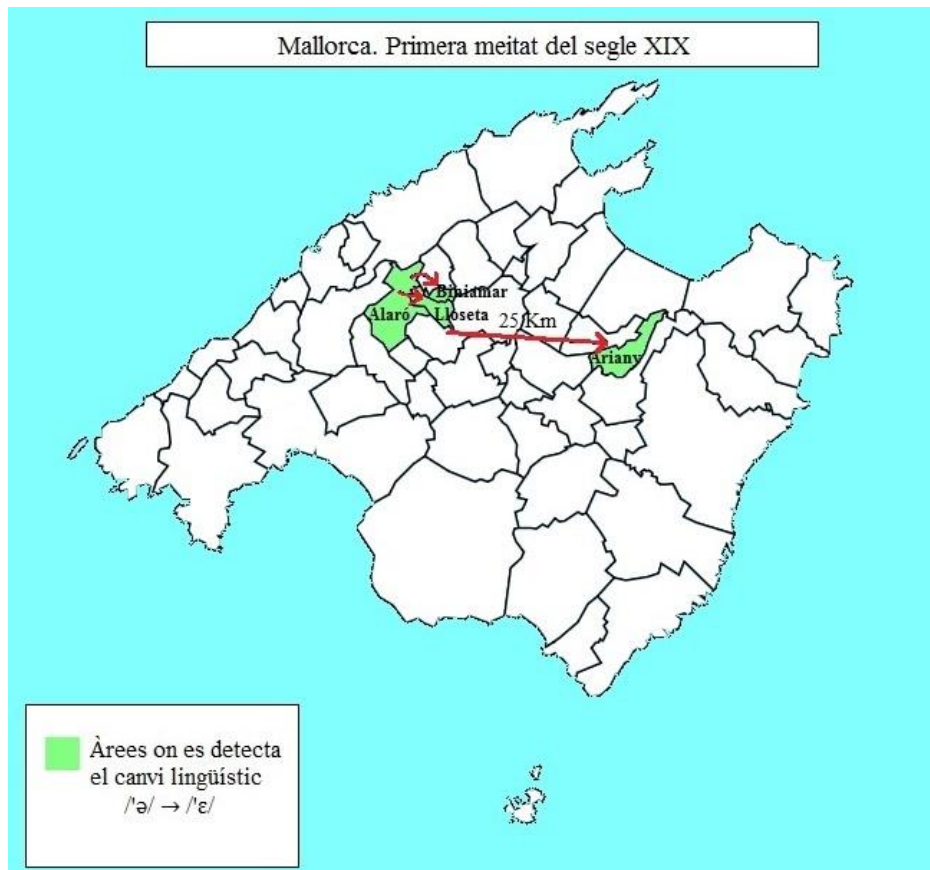 Mallorca. Primera meitat del segle XIX
Biniamar
Alaró
Lloseta
25 Km
Ariany
Àrees on es detecta
el canvi lingüístic
/'ə/ → /'ɛ/